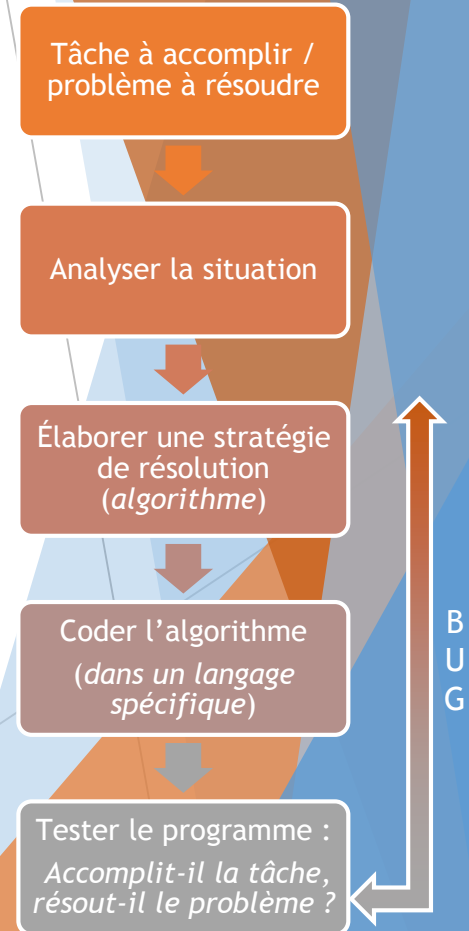 Tâche à accomplir /
problème à résoudre
Analyser la situation
Élaborer une stratégie
de résolution
(algorithme)
Coder l’algorithme
(dans un langage
spécifique)
Tester le programme :
Accomplit-il la tâche,
résout-il le problème ?
B
U
G